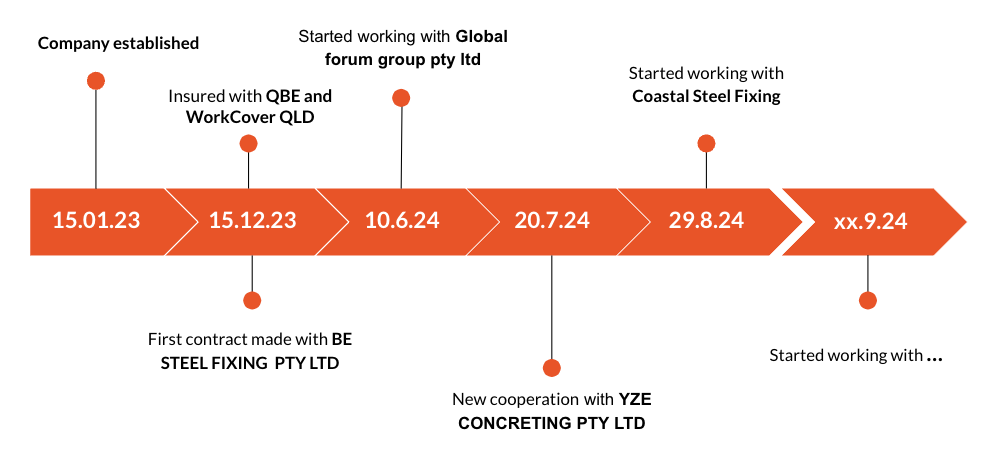 Company established
Started working with Global
forum group pty ltd
Insured with QBE and
WorkCover QLD
Started working with
Coastal Steel Fixing
15.01.23
15.12.23
10.6.24
20.7.24
29.8.24
xx.9.24
First contract made with BE
STEEL FIXING PTY LTD
New cooperation with YZE
CONCRETING PTY LTD
Started working with ...